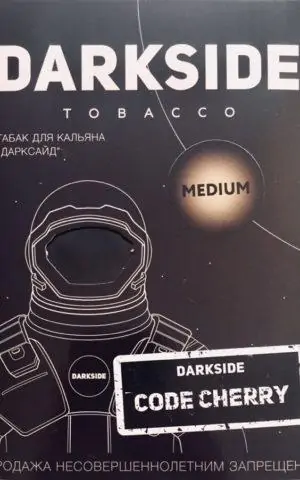 DARKSIDE
TOBACCO
ТАБАК ДЛЯ КАЛЬЯНА
ДАРКСАЙД"
MEDIUM
DARKSIDE
DARKSIDE
CODE CHERRY
РОДАЖА НЕСОВЕРШЕННОЛЕТНИМ ЗАПРЕЩЕН